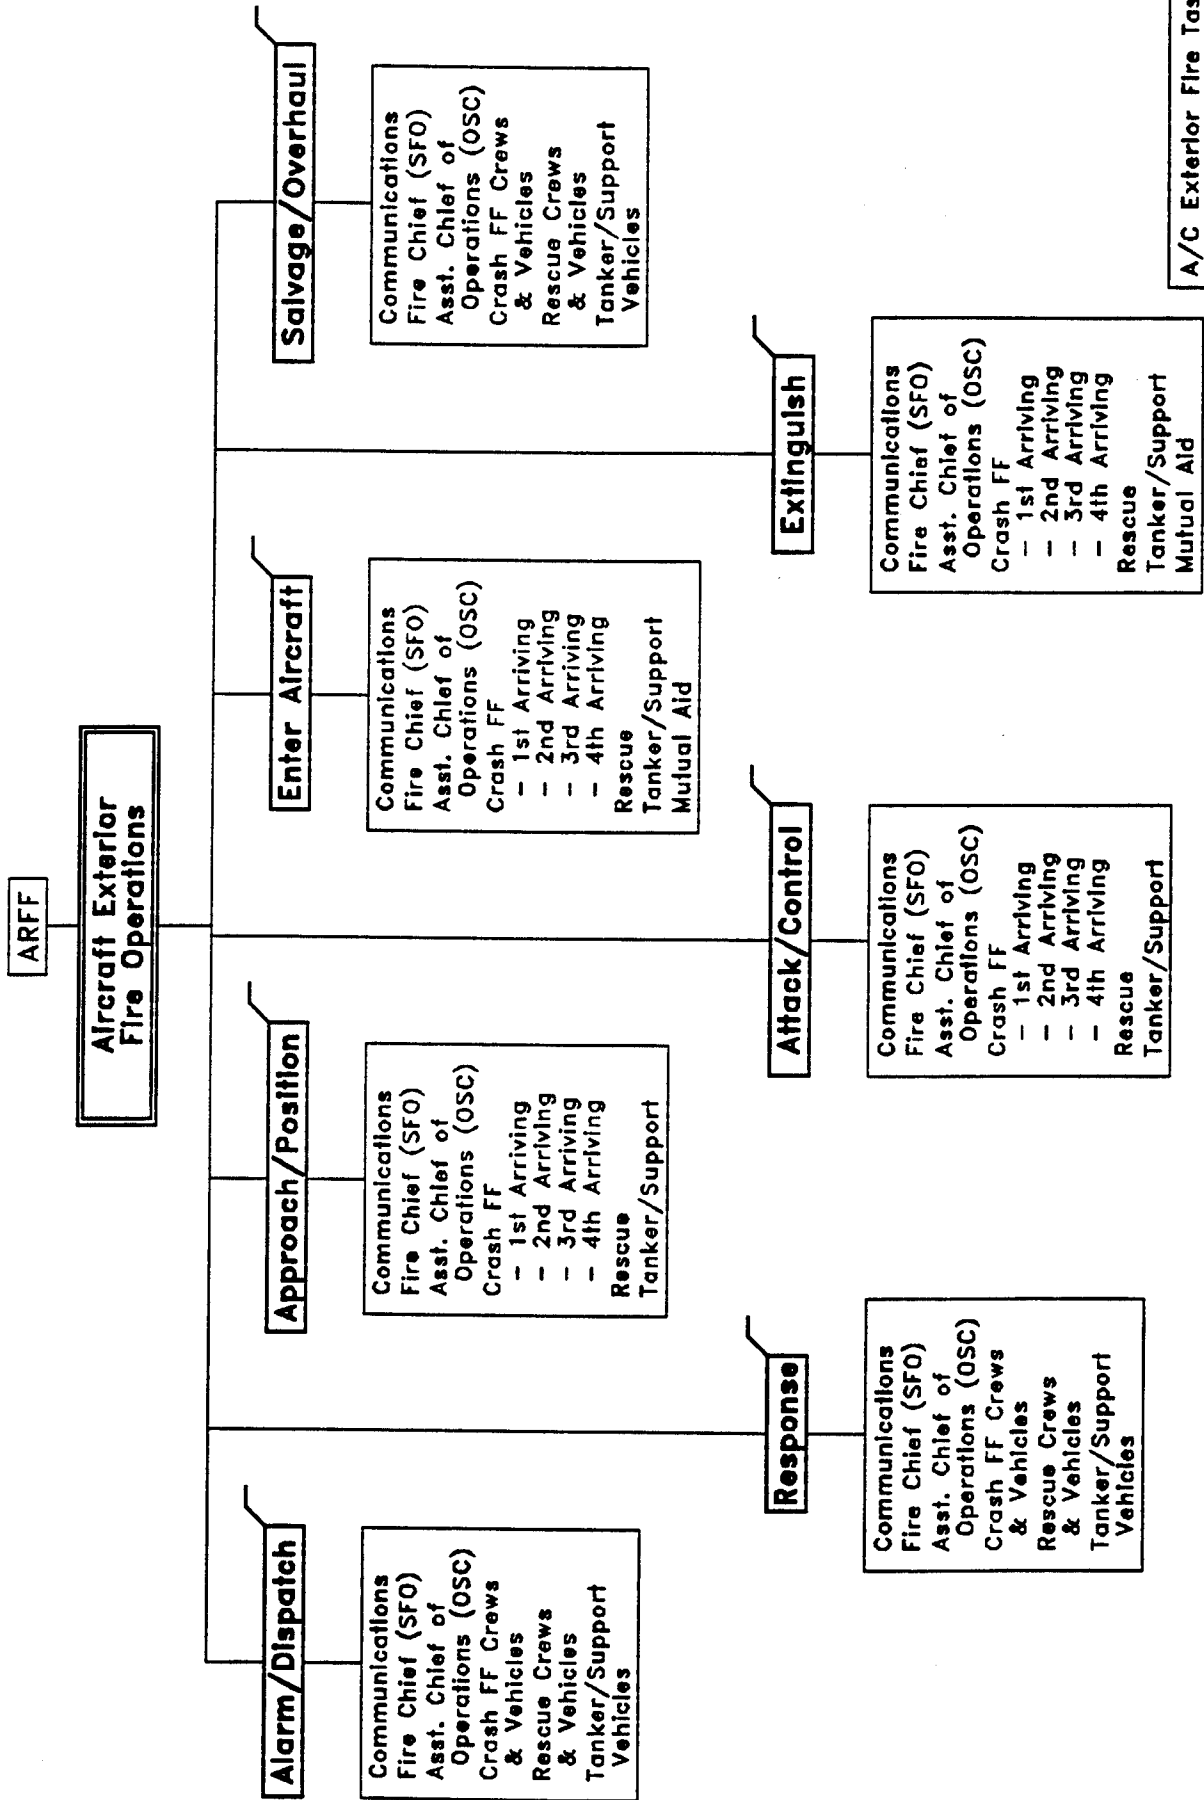 ARFF
Aircraft Exterior
Fire Operations
Alarm/Dispatch
Communications
Fire Chief (SFO)
Asst. Chief of
Operations (OSC)
Crash FF Crews
& Vehicles
Rescue Crews
& Vehicles
Tanker/Support
Vehicles
Response
Communications
Fire Chief (SFO)
Asst. Chief of
Operations (OSC)
Crash FF Crews
& Vehicles
Rescue Crews
& Vehicles
Tanker/Support
Vehicles
Approach/Position
Communications
Fire Chief (SFO)
Asst. Chief of
Operations (OSC)
Crash FF
- 1st Arriving
- 2nd Arriving
- 3rd Arriving
- 4th Arriving
Rescue
Tanker/Support
Attack/Control
Communications
Fire Chief (SFO)
Asst. Chief of
Operations (OSC)
Crash FF
- 1st Arriving
- 2nd Arriving
- 3rd Arriving
- 4th Arriving
Rescue
Tanker/Support
Enter Aircraft
Communications
Fire Chief (SFO)
Asst. Chief of
Operations (OSC)
Crash FF
- 1st Arriving
- 2nd Arriving
- 3rd Arriving
- 4th Arriving
Rescue
Tanker/Support
Mutual Aid
Extinguish
Communications
Fire Chief (SFO)
Asst. Chief of
Operations (OSC)
Crash FF
- 1st Arriving
- 2nd Arriving
- 3rd Arriving
- 4th Arriving
Rescue
Tanker/Support
Mutual Aid
Salvage/Overhaul
Communications
Fire Chief (SFO)
Asst. Chief of
Operations (OSC)
Crash FF Crews
& Vehicles
Rescue Crews
& Vehicles
Tanker/Support
Vehicles
A/C Exterior Fire